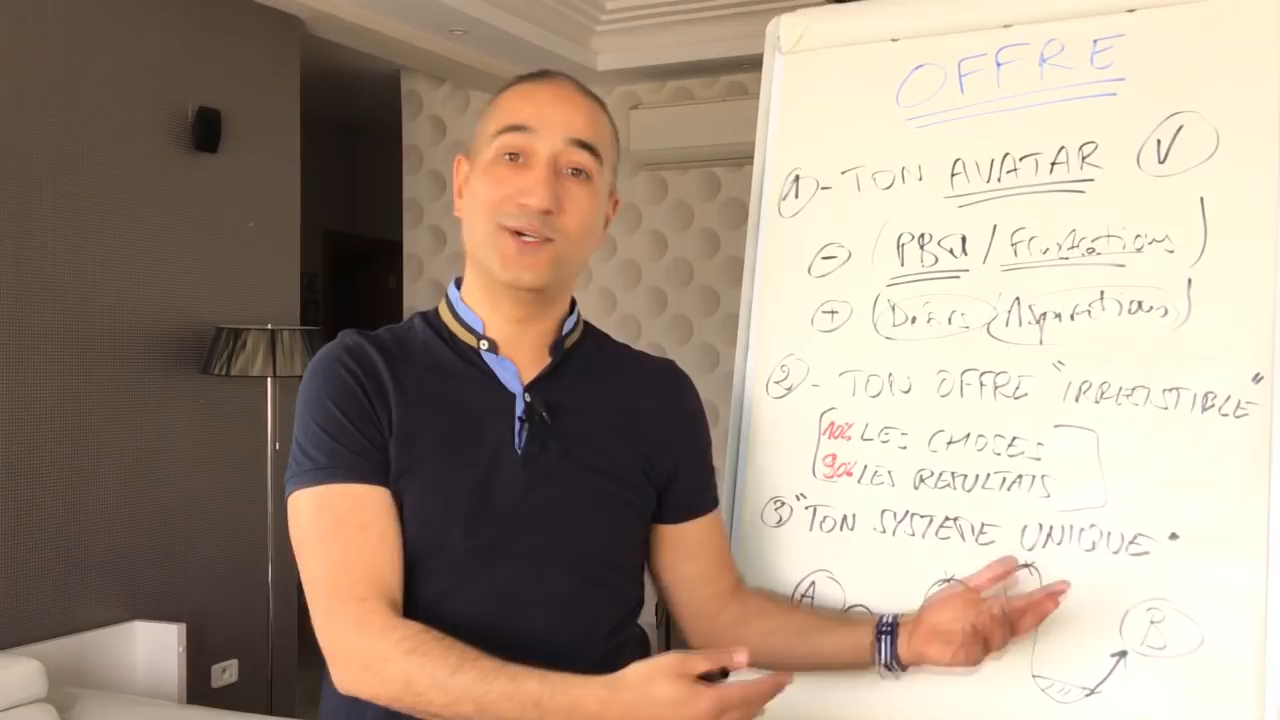 OFFRE
1 - TON AVATAR V
- (PBM / Frustrations)
+ (Désirs (Aspirations)
2 - TON OFFRE "IRRESISTIBLE"
10% LES CHOSES
90% LES RESULTATS
3 "TON SYSTEME UNIQUE"
A
B